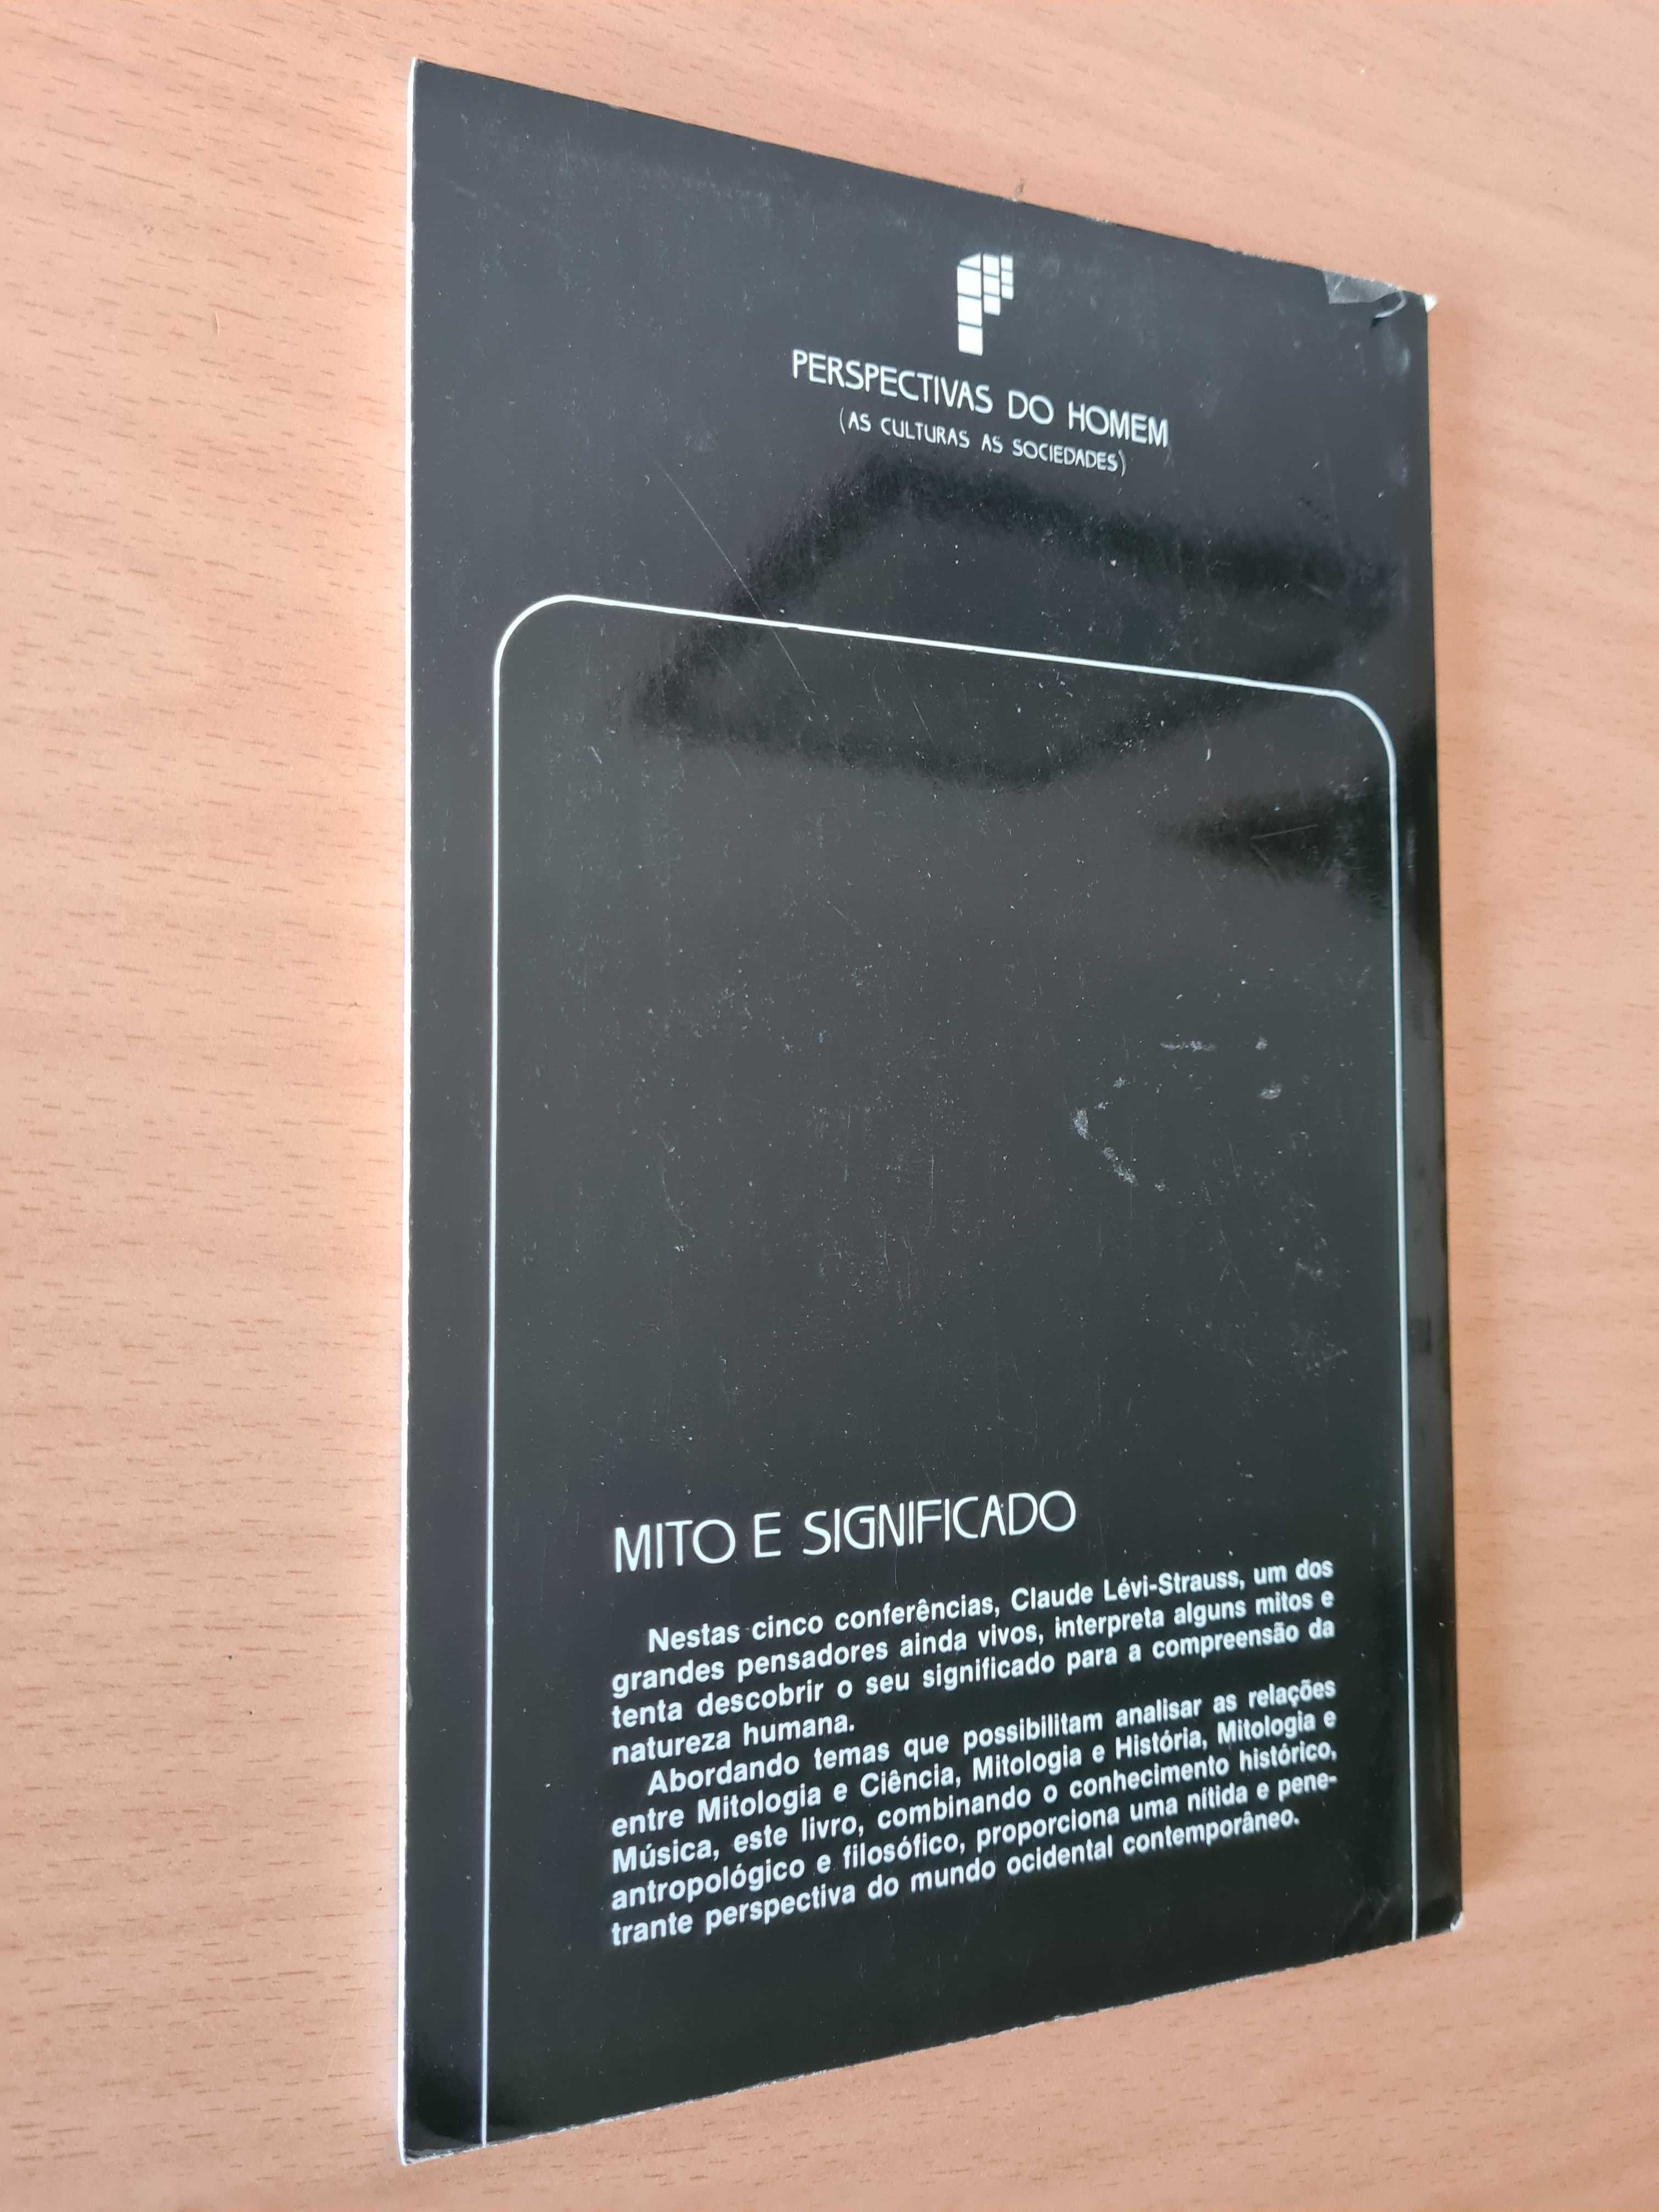 PERSPECTIVAS DO HOMEM
(AS CULTURAS AS SOCIEDADES)
MITO E SIGNIFICADO
Nestas cinco conferências, Claude Lévi-Strauss, um dos
grandes pensadores ainda vivos, interpreta alguns mitos e
tenta descobrir o seu significado para a compreensão da
natureza humana.
Abordando temas que possibilitam analisar as relações
entre Mitologia e Ciência, Mitologia e História, Mitologia e
Música, este livro, combinando o conhecimento histórico,
antropológico e filosófico, proporciona uma nítida e pene-
trante perspectiva do mundo ocidental contemporâneo.